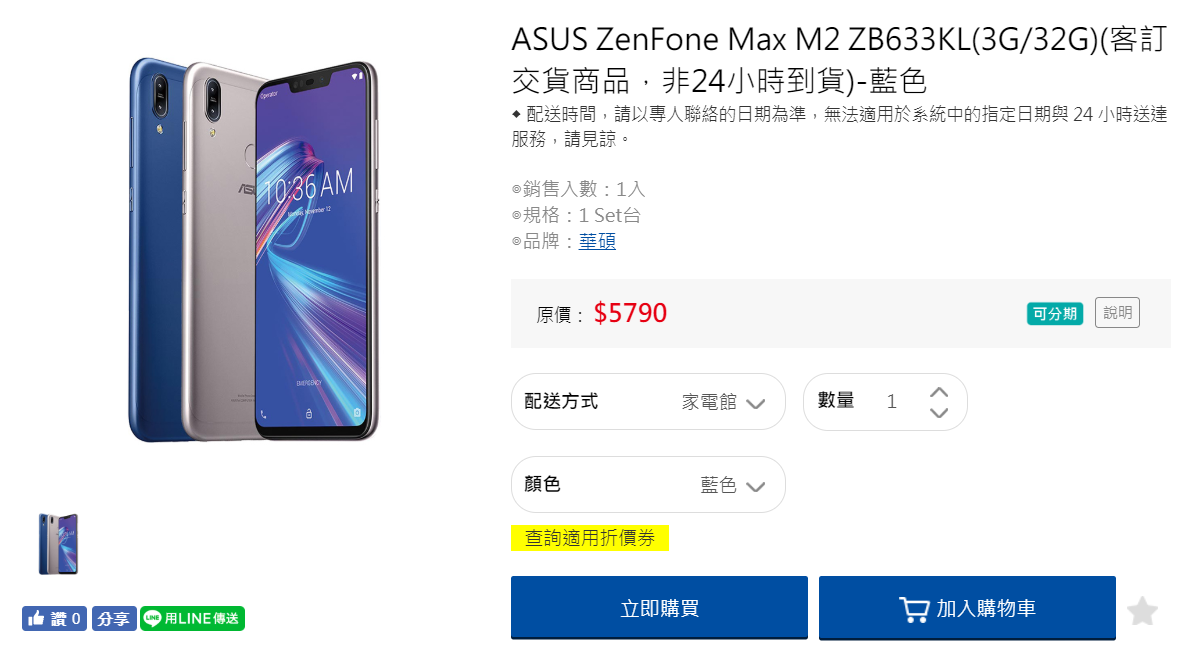 ASUS ZenFone Max M2 ZB633KL(3G/32G)(客訂
交貨商品，非24小時到貨)-藍色
◆ 配送時間，請以專人聯絡的日期為準，無法適用於系統中的指定日期與 24 小時送達
服務，請見諒。
◎銷售入數：1入
◎規格：1 Set台
◎品牌：華碩
原價： $5790
可分期 說明
配送方式 家電館 數量 1
顏色 藍色
查詢適用折價券
立即購買 加入購物車
Operator
10:36 AM
Monday, November 12
EMERGENCY
讚 0 分享 LINE 用LINE傳送